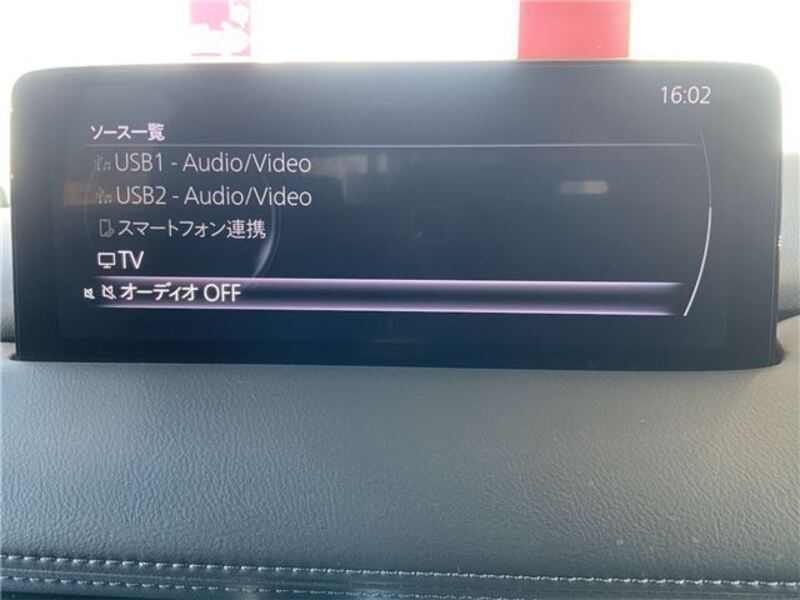 16:02
ソース一覧
USB1 - Audio/Video
USB2 - Audio/Video
スマートフォン連携
TV
オーディオ OFF